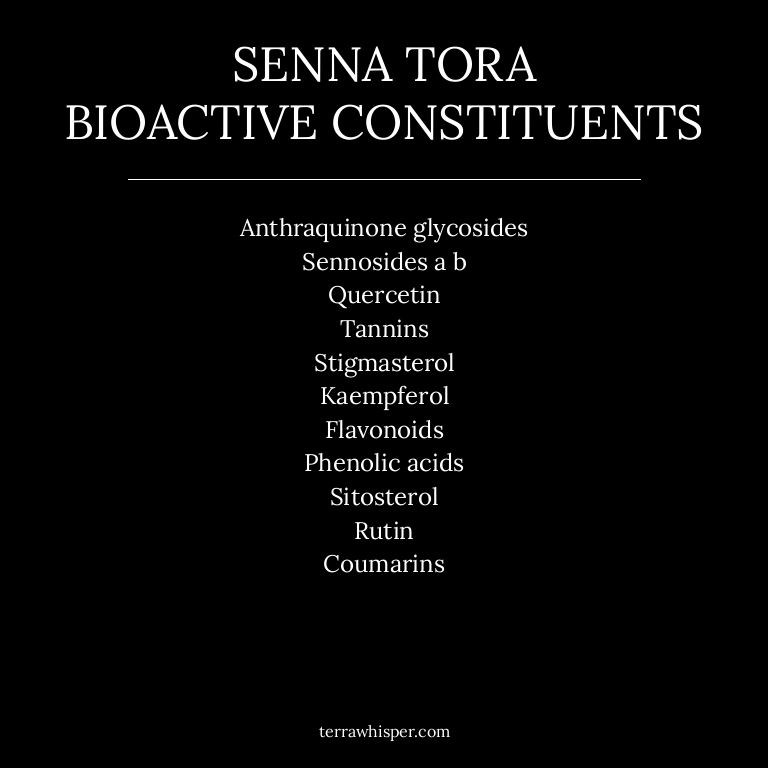 SENNA TORA
BIOACTIVE CONSTITUENTS
Anthraquinone glycosides
Sennosides a b
Quercetin
Tannins
Stigmasterol
Kaempferol
Flavonoids
Phenolic acids
Sitosterol
Rutin
Coumarins
terrawhisper.com